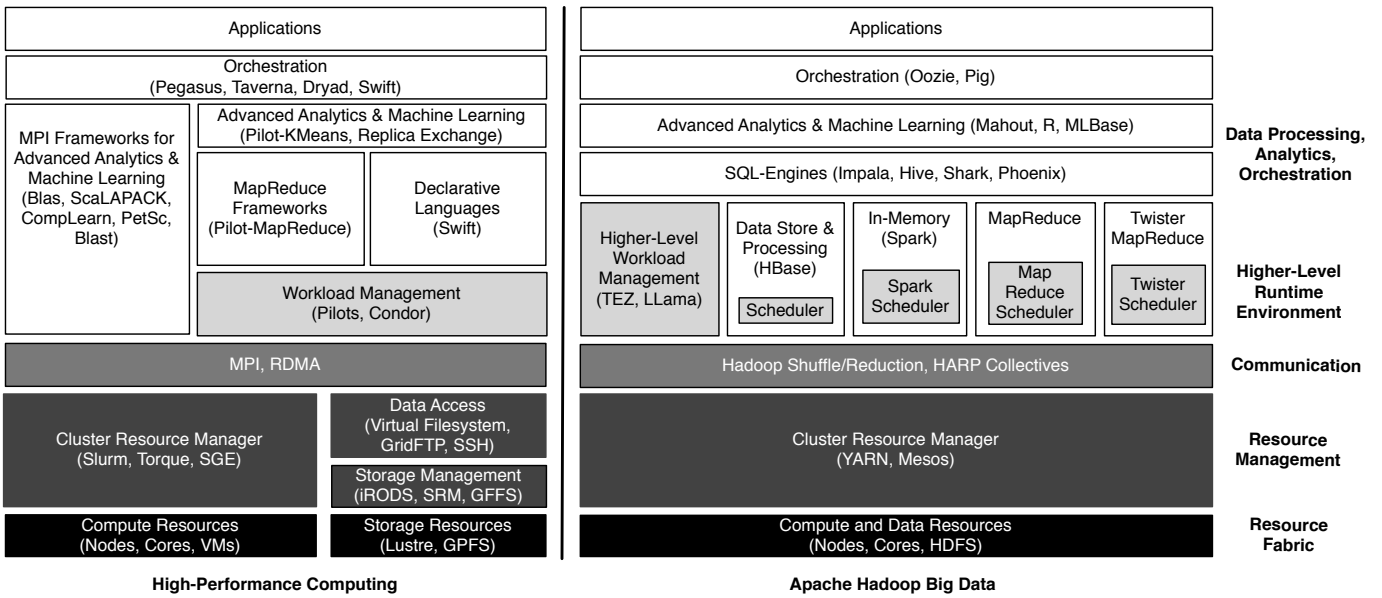 Applications
Orchestration
(Pegasus, Taverna, Dryad, Swift)
MPI Frameworks for
Advanced Analytics &
Machine Learning
(Blas, ScaLAPACK,
CompLearn, PetSc,
Blast)
Advanced Analytics & Machine Learning
(Pilot-KMeans, Replica Exchange)
MapReduce
Frameworks
(Pilot-MapReduce)
Declarative
Languages
(Swift)
Workload Management
(Pilots, Condor)
MPI, RDMA
Cluster Resource Manager
(Slurm, Torque, SGE)
Data Access
(Virtual Filesystem,
GridFTP, SSH)
Storage Management
(iRODS, SRM, GFFS)
Compute Resources
(Nodes, Cores, VMs)
Storage Resources
(Lustre, GPFS)
High-Performance Computing
Applications
Orchestration (Oozie, Pig)
Advanced Analytics & Machine Learning (Mahout, R, MLBase)
SQL-Engines (Impala, Hive, Shark, Phoenix)
Higher-Level
Workload
Management
(TEZ, LLama)
Data Store &
Processing
(HBase)
Scheduler
In-Memory
(Spark)
Spark
Scheduler
MapReduce
Map
Reduce
Scheduler
Twister
MapReduce
Twister
Scheduler
Hadoop Shuffle/Reduction, HARP Collectives
Cluster Resource Manager
(YARN, Mesos)
Compute and Data Resources
(Nodes, Cores, HDFS)
Apache Hadoop Big Data
Data Processing,
Analytics,
Orchestration
Higher-Level
Runtime
Environment
Communication
Resource
Management
Resource
Fabric